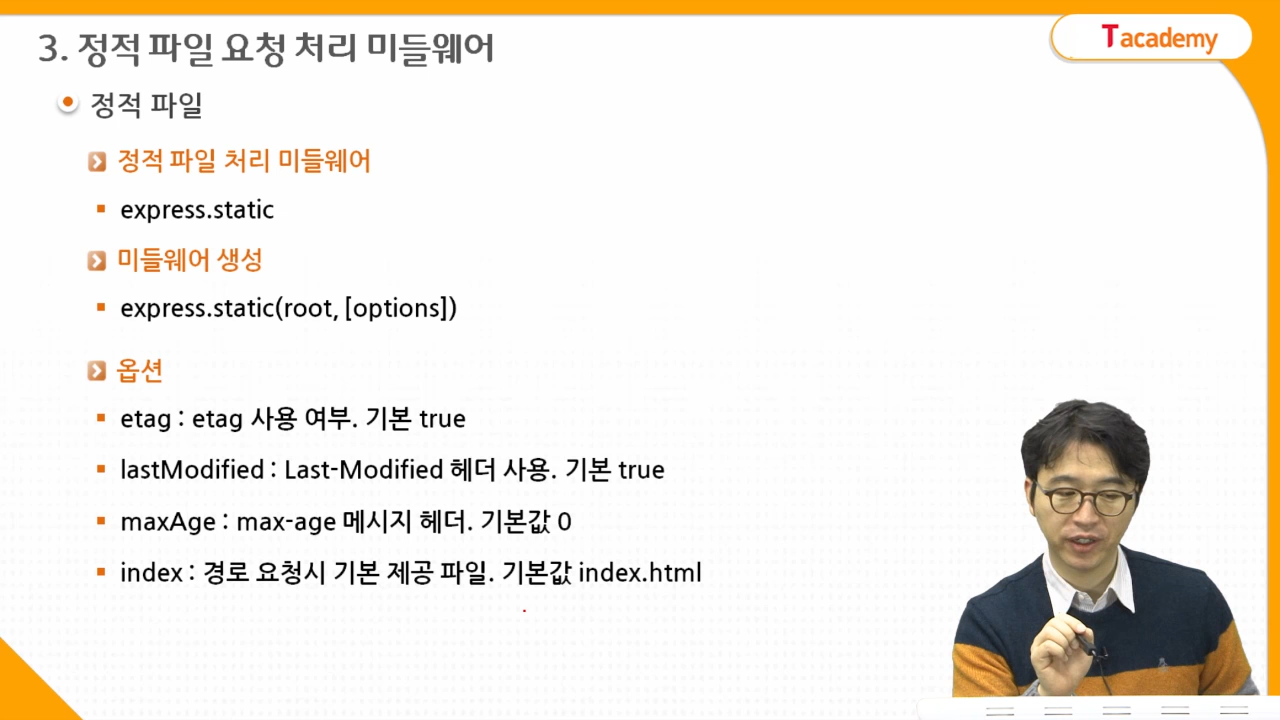 3. 정적 파일 요청 처리 미들웨어
Tacademy
정적 파일
정적 파일 처리 미들웨어
express.static
미들웨어 생성
express.static(root, [options])
옵션
etag : etag 사용 여부. 기본 true
lastModified : Last-Modified 헤더 사용. 기본 true
maxAge : max-age 메시지 헤더. 기본값 0
index : 경로 요청시 기본 제공 파일. 기본값 index.html